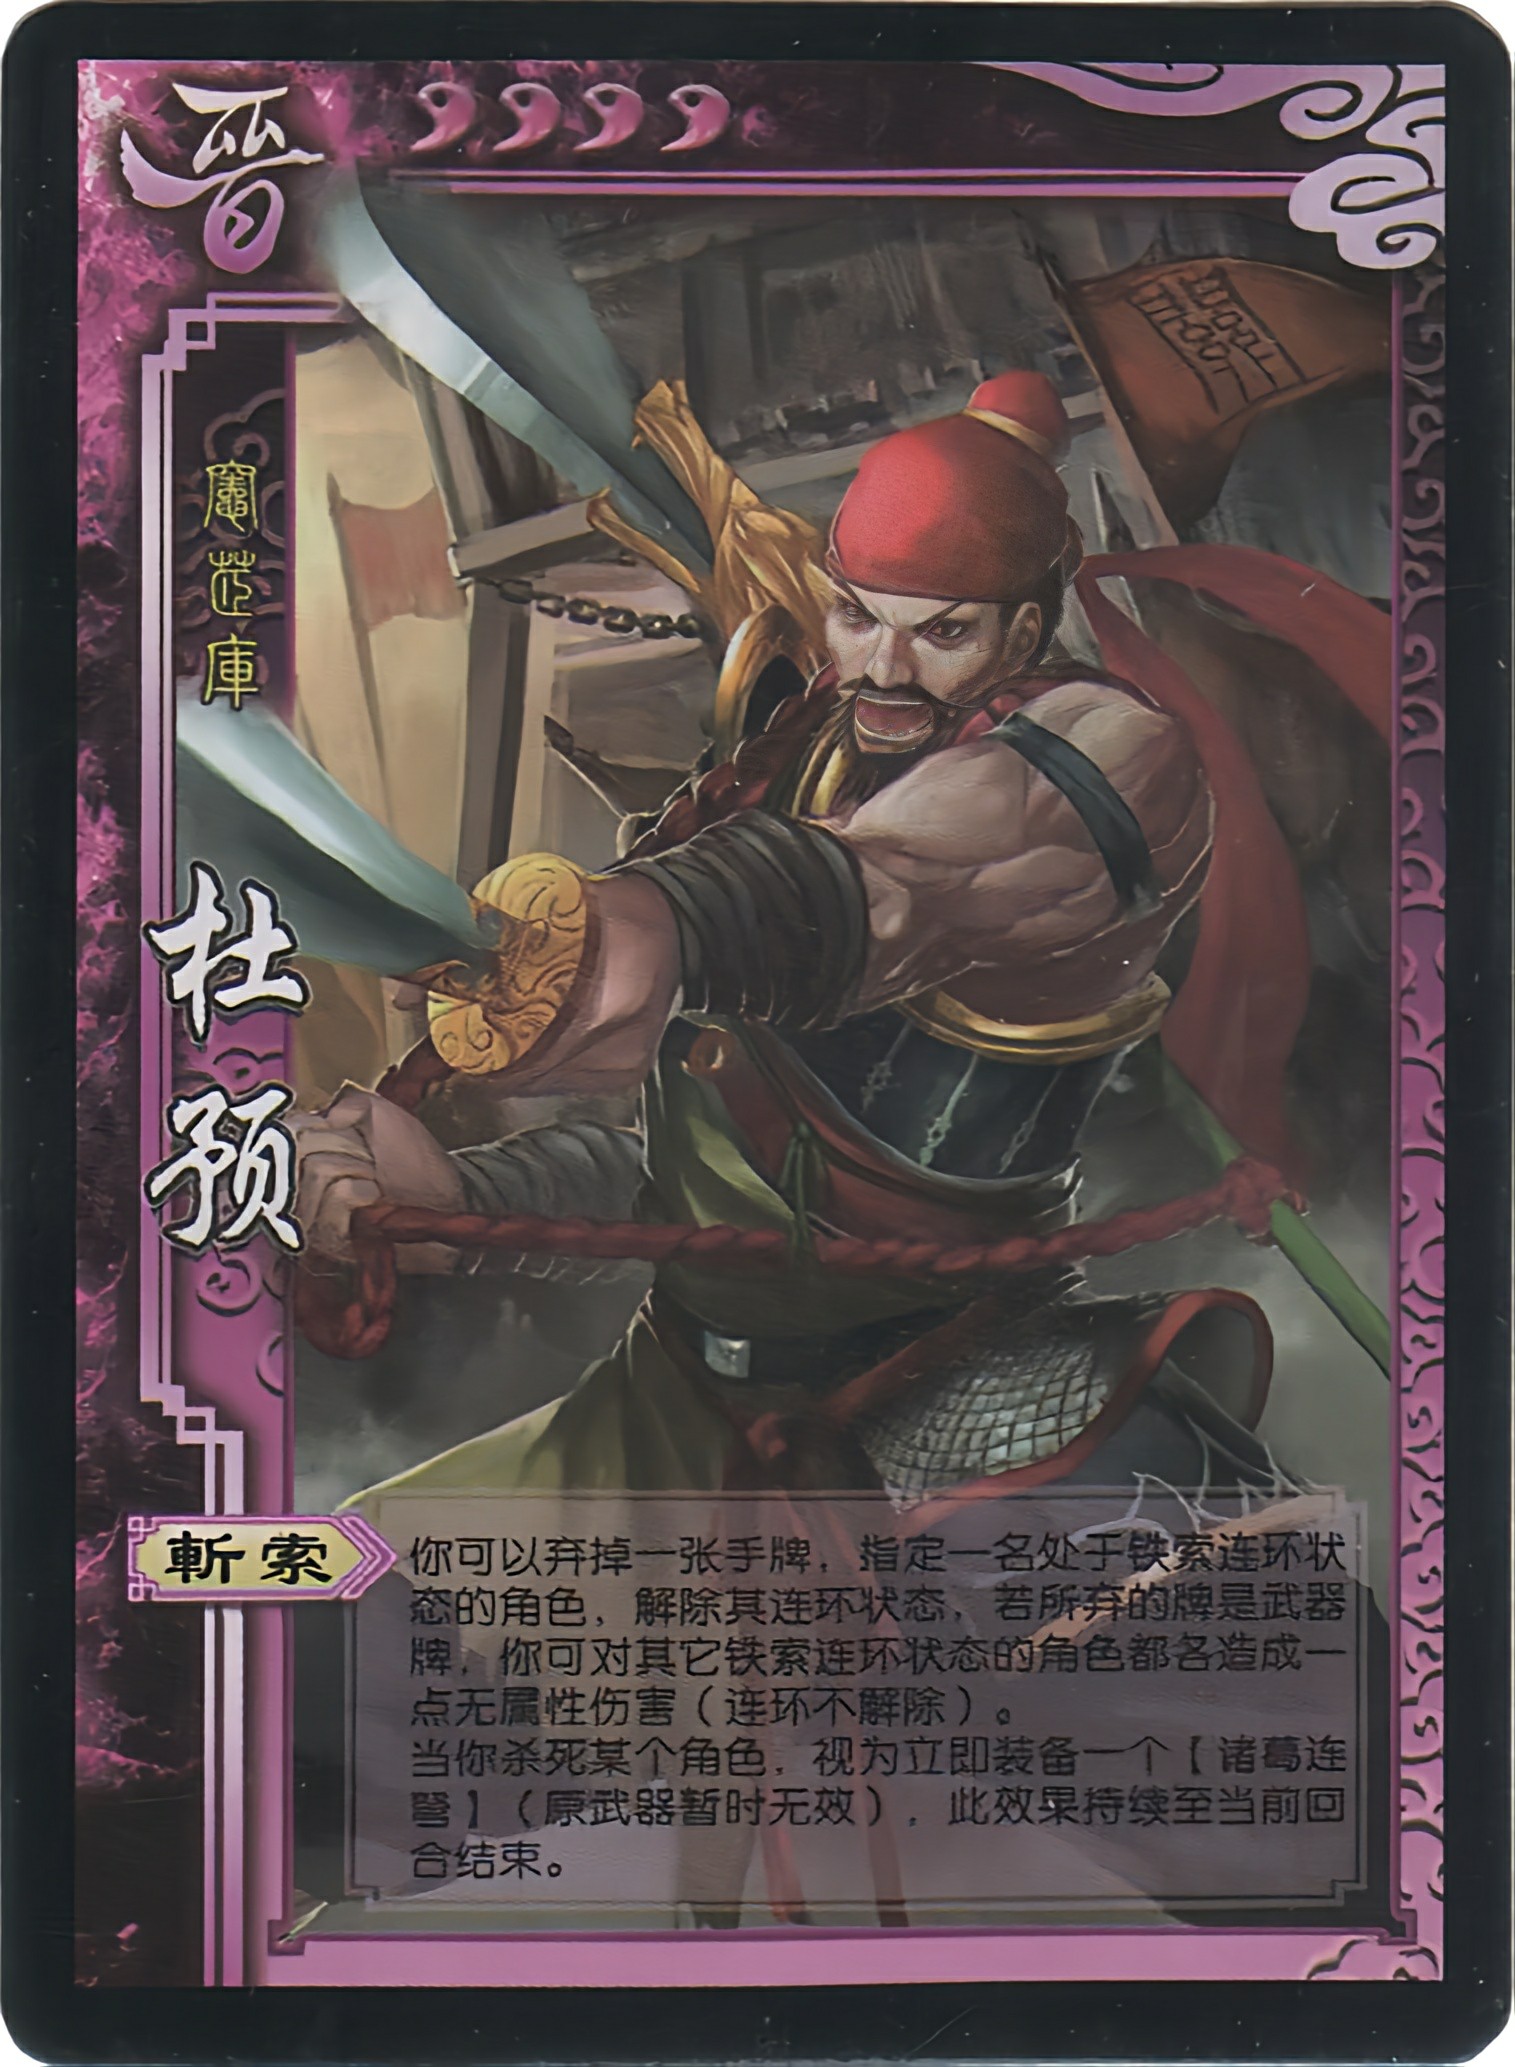 晋
杜预
斬索
你可以弃掉一张手牌，指定一名处于铁索连环状
态的角色，解除其连环状态，若所弃的牌是武器
牌，你可对其它铁索连环状态的角色都各造成一
点无属性伤害（连环不解除）。
当你杀死某个角色，视为立即装备一个【诸葛连
弩】（原武器暂时无效），此效果持续至当前回
合结束。